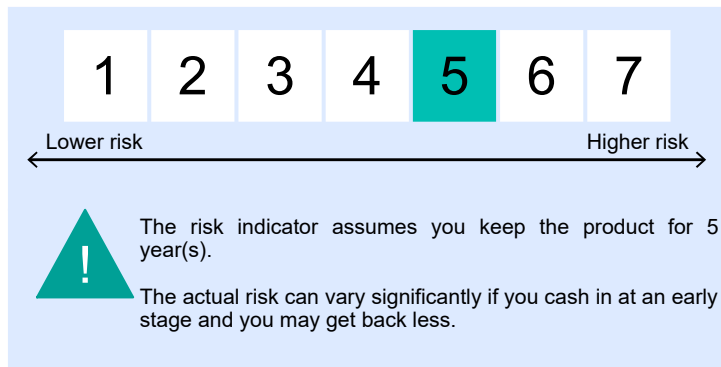 1 2 3 4 5 6 7
Lower risk Higher risk
!
The risk indicator assumes you keep the product for 5
year(s).
The actual risk can vary significantly if you cash in at an early
stage and you may get back less.